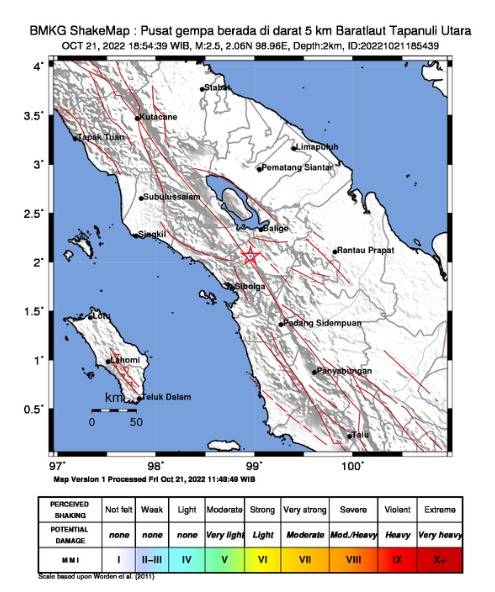 BMKG ShakeMap : Pusat gempa berada di darat 5 km Baratlaut Tapanuli Utara
OCT 21, 2022 18:54:39 WIB, M:2.5, 2.06N 98.96E, Depth:2km, ID:20221021185439
4°
Stabat
3.5°
Kutacane
Tapak Tuan
Limapuluh
3°
Pematang Siantar
Subulussalam
2.5°
Singkil
Balige
Rantau Prapat
2°
Sibolga
1.5°
Lotu
Padang Sidempuan
1°
Lahomi
Panyabungan
km
Teluk Dalam
0.5°
0 50
Talu
97° 98° 99° 100°
Map Version 1 Processed Fri Oct 21, 2022 11:48:49 WIB
PERCEIVED SHAKING Not felt Weak Light Moderate Strong Very strong Severe Violent Extreme
POTENTIAL DAMAGE none none none Very light Light Moderate Mod./Heavy Heavy Very heavy
MMI I II-III IV V VI VII VIII IX X+
Scale based upon Worden et al. (2011)